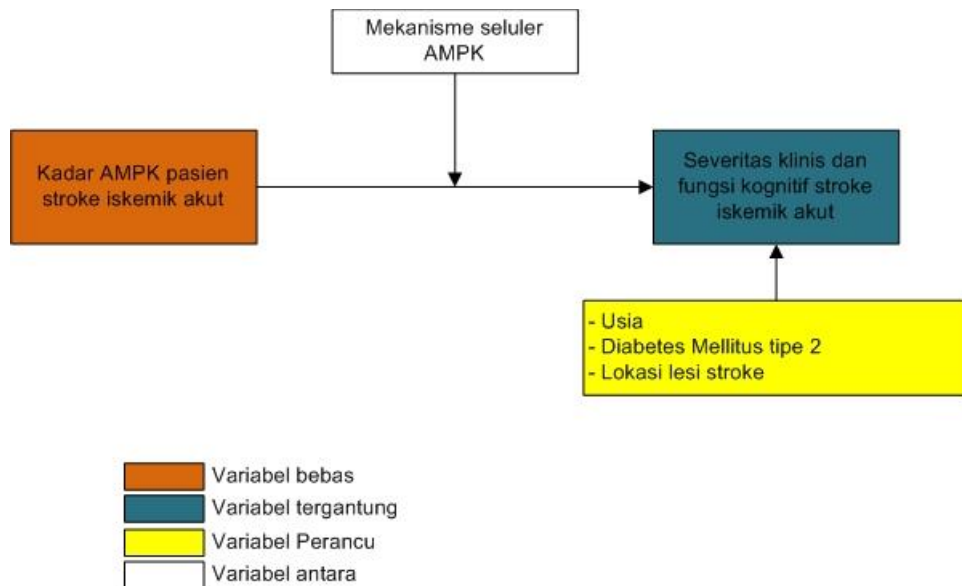 Mekanisme seluler
AMPK
Kadar AMPK pasien
stroke iskemik akut
Severitas klinis dan
fungsi kognitif stroke
iskemik akut
- Usia
- Diabetes Mellitus tipe 2
- Lokasi lesi stroke
Variabel bebas
Variabel tergantung
Variabel Perancu
Variabel antara